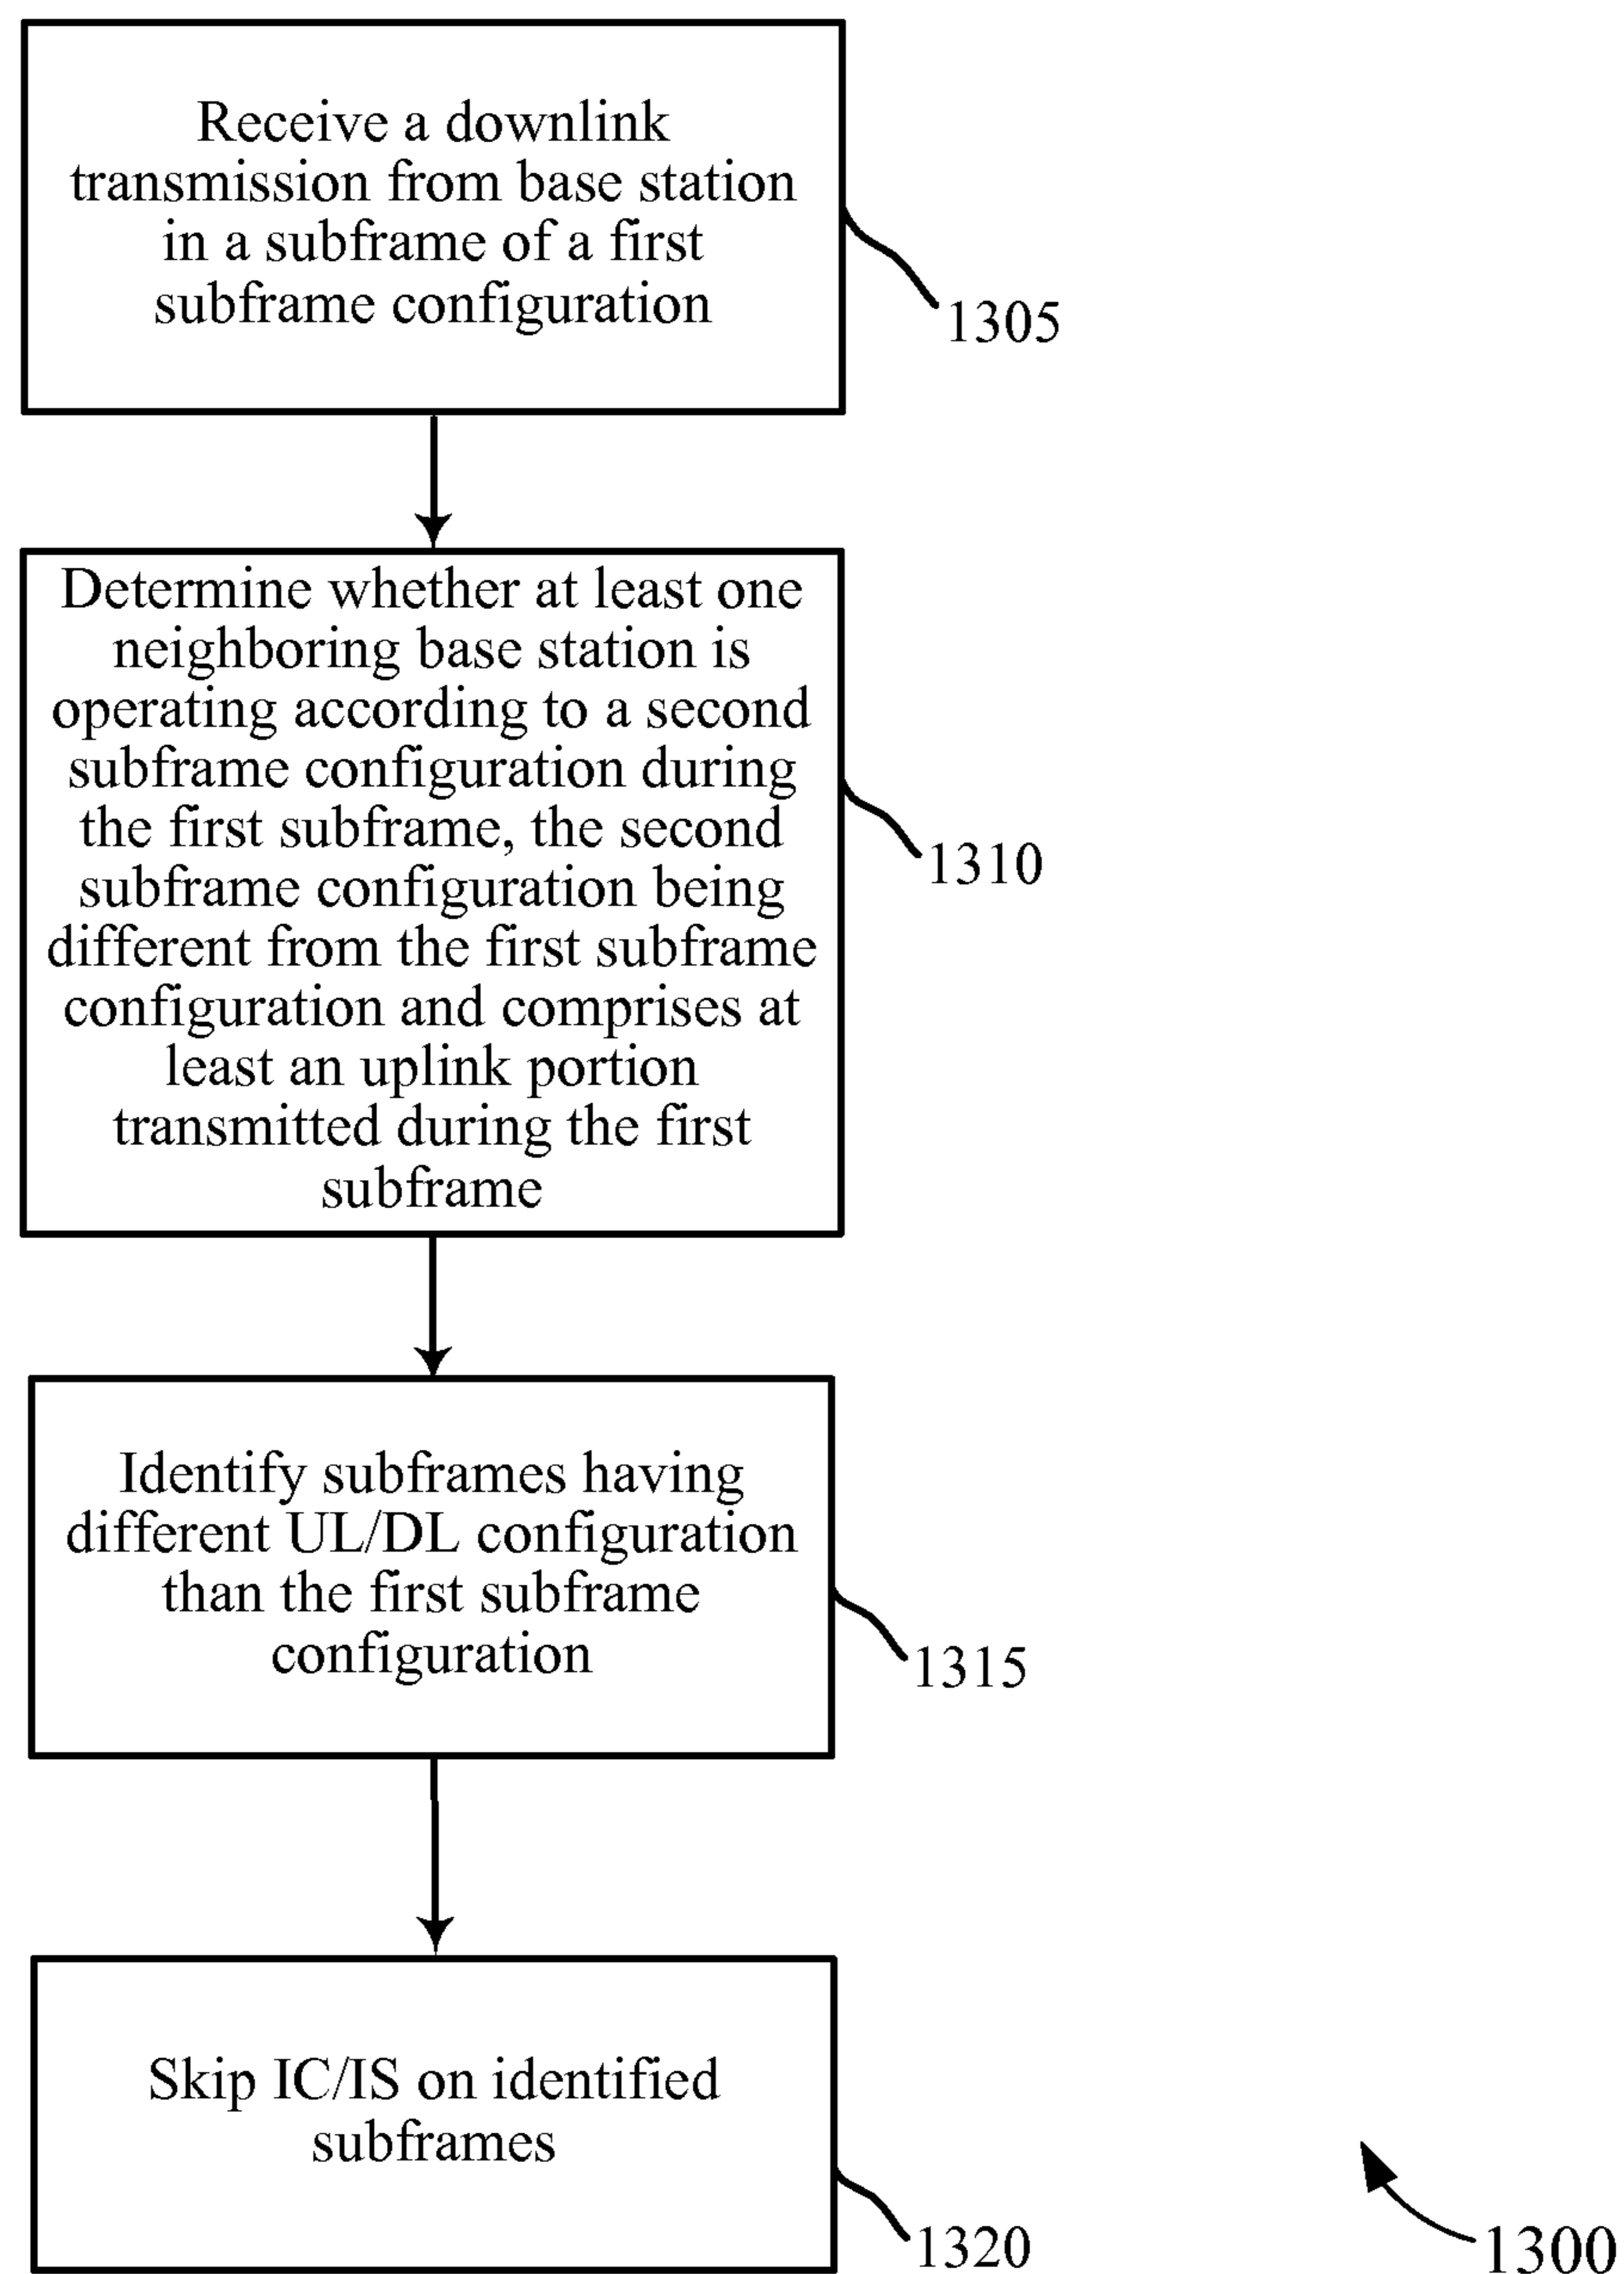 Receive a downlink
transmission from base station
in a subframe of a first
subframe configuration
1305
Determine whether at least one
neighboring base station is
operating according to a second
subframe configuration during
the first subframe, the second
subframe configuration being
different from the first subframe
configuration and comprises at
least an uplink portion
transmitted during the first
subframe
1310
Identify subframes having
different UL/DL configuration
than the first subframe
configuration
1315
Skip IC/IS on identified
subframes
1320
1300